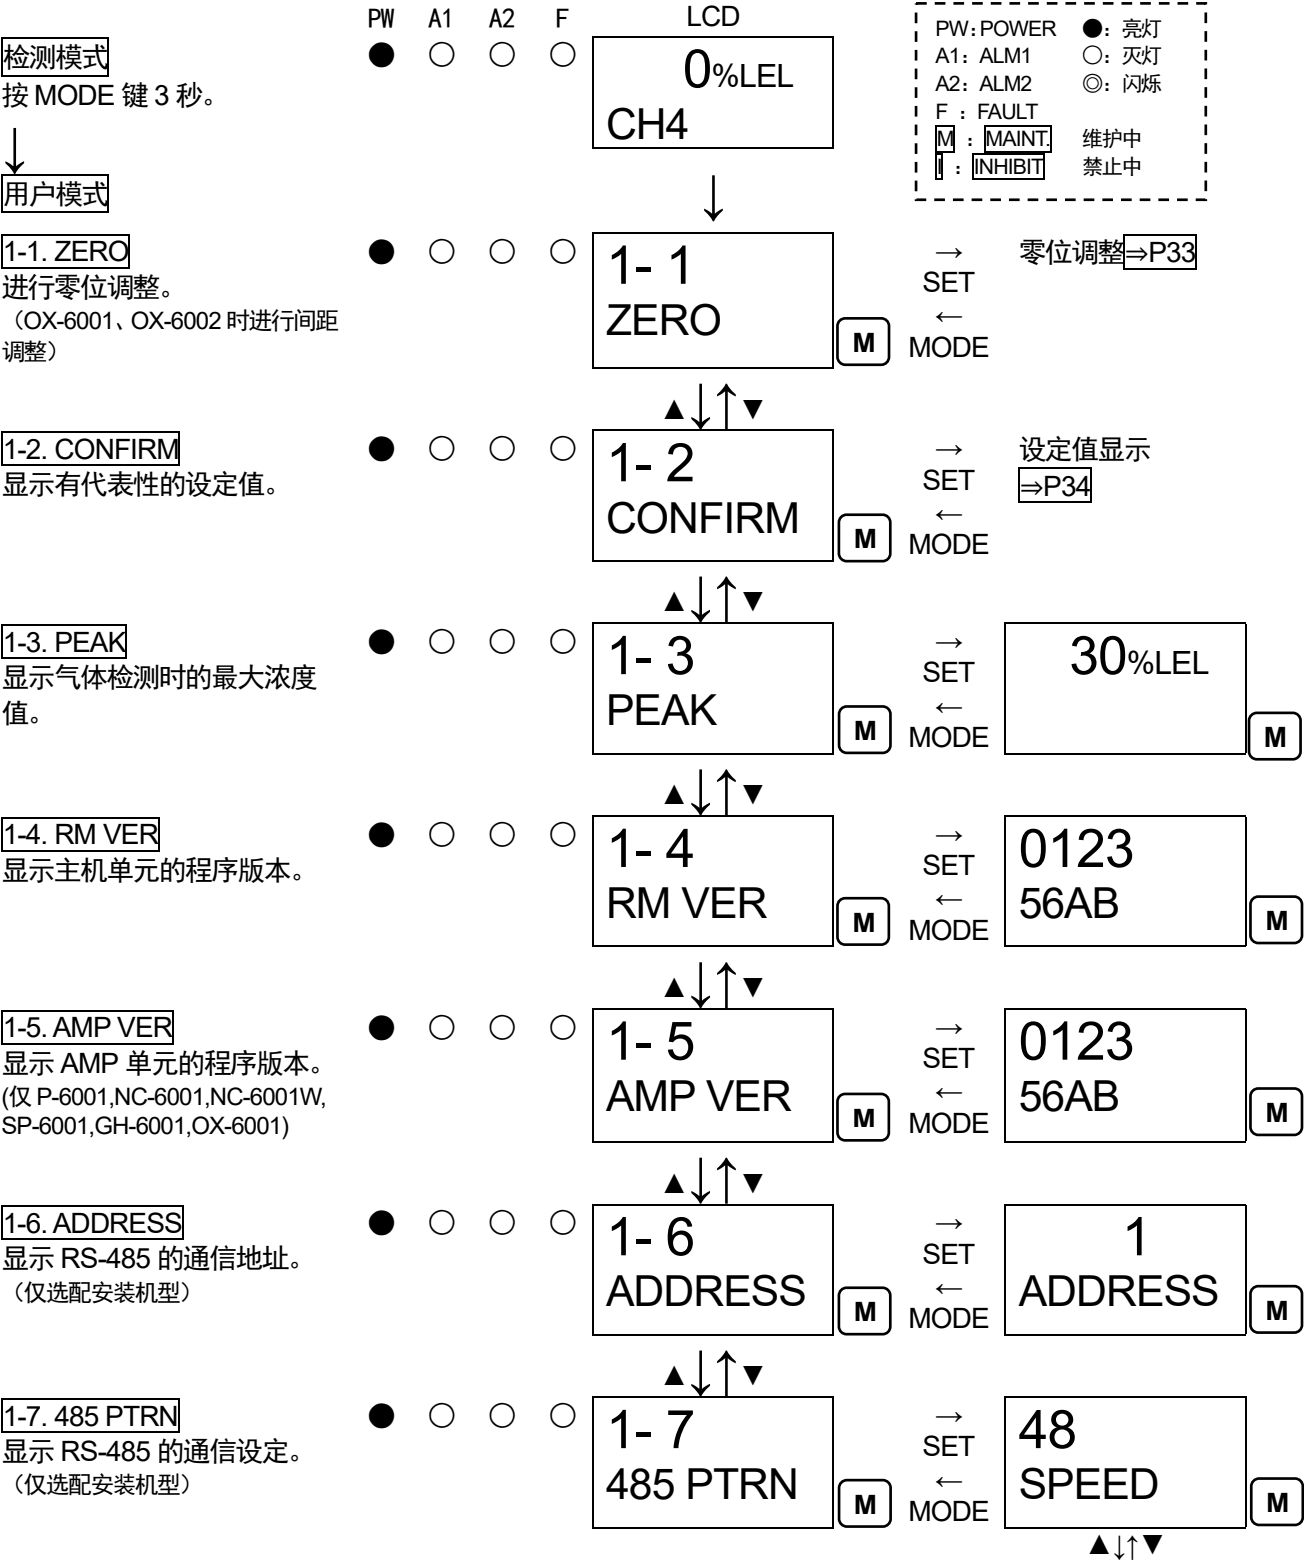 PW A1 A2 F LCD
PW:POWER ●：亮灯
A1：ALM1 ○：灭灯
A2：ALM2 ◎：闪烁
F ：FAULT
M ：MAINT. 维护中
I ：INHIBIT 禁止中
检测模式 ● ○ ○ ○ 0%LEL
按 MODE 键 3 秒。
CH4
↓
用户模式
↓
1-1. ZERO ● ○ ○ ○ 1- 1 → 零位调整⇒P33
进行零位调整。 SET
（OX-6001、OX-6002 时进行间距 ZERO ←
调整） M MODE
▲↓↑▼
1-2. CONFIRM ● ○ ○ ○ 1- 2 → 设定值显示
显示有代表性的设定值。 SET ⇒P34
CONFIRM ←
M MODE
▲↓↑▼
1-3. PEAK ● ○ ○ ○ 1- 3 → 30%LEL
显示气体检测时的最大浓度 SET
值。 PEAK ←
M MODE M
▲↓↑▼
1-4. RM VER ● ○ ○ ○ 1- 4 → 0123
显示主机单元的程序版本。 SET
RM VER ← 56AB
M MODE M
▲↓↑▼
1-5. AMP VER ● ○ ○ ○ 1- 5 → 0123
显示 AMP 单元的程序版本。 SET
(仅 P-6001,NC-6001,NC-6001W, AMP VER ← 56AB
SP-6001,GH-6001,OX-6001) M MODE M
▲↓↑▼
1-6. ADDRESS ● ○ ○ ○ 1- 6 → 1
显示 RS-485 的通信地址。 SET
（仅选配安装机型） ADDRESS ← ADDRESS
M MODE M
▲↓↑▼
1-7. 485 PTRN ● ○ ○ ○ 1- 7 → 48
显示 RS-485 的通信设定。 SET
（仅选配安装机型） 485 PTRN ← SPEED
M MODE M
▲↓↑▼